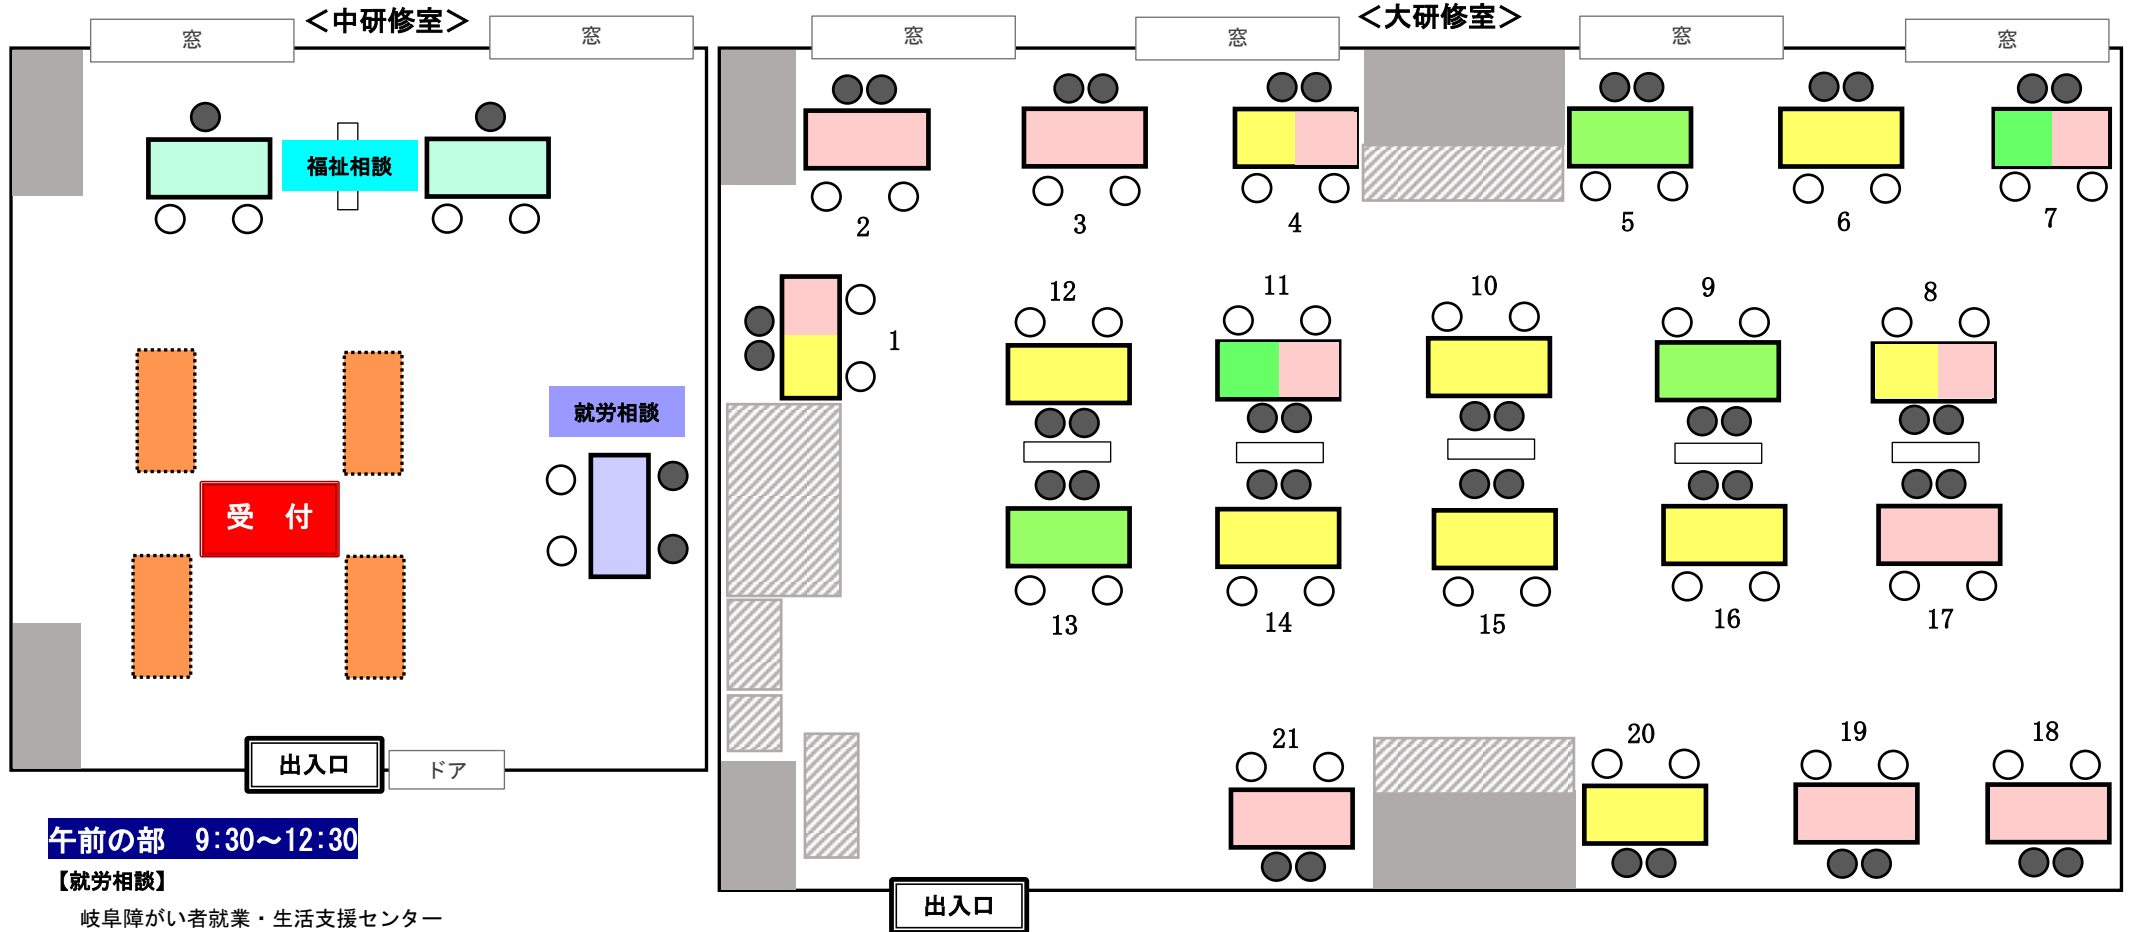 ＜中研修室＞
＜大研修室＞
窓
窓
窓
窓
窓
窓
福祉相談
2
3
4
5
6
7
12
11
10
9
8
1
就労相談
受　付
13
14
15
16
17
21
20
19
18
出入口
ドア
午前の部　9:30～12:30
【就労相談】
岐阜障がい者就業・生活支援センター
出入口